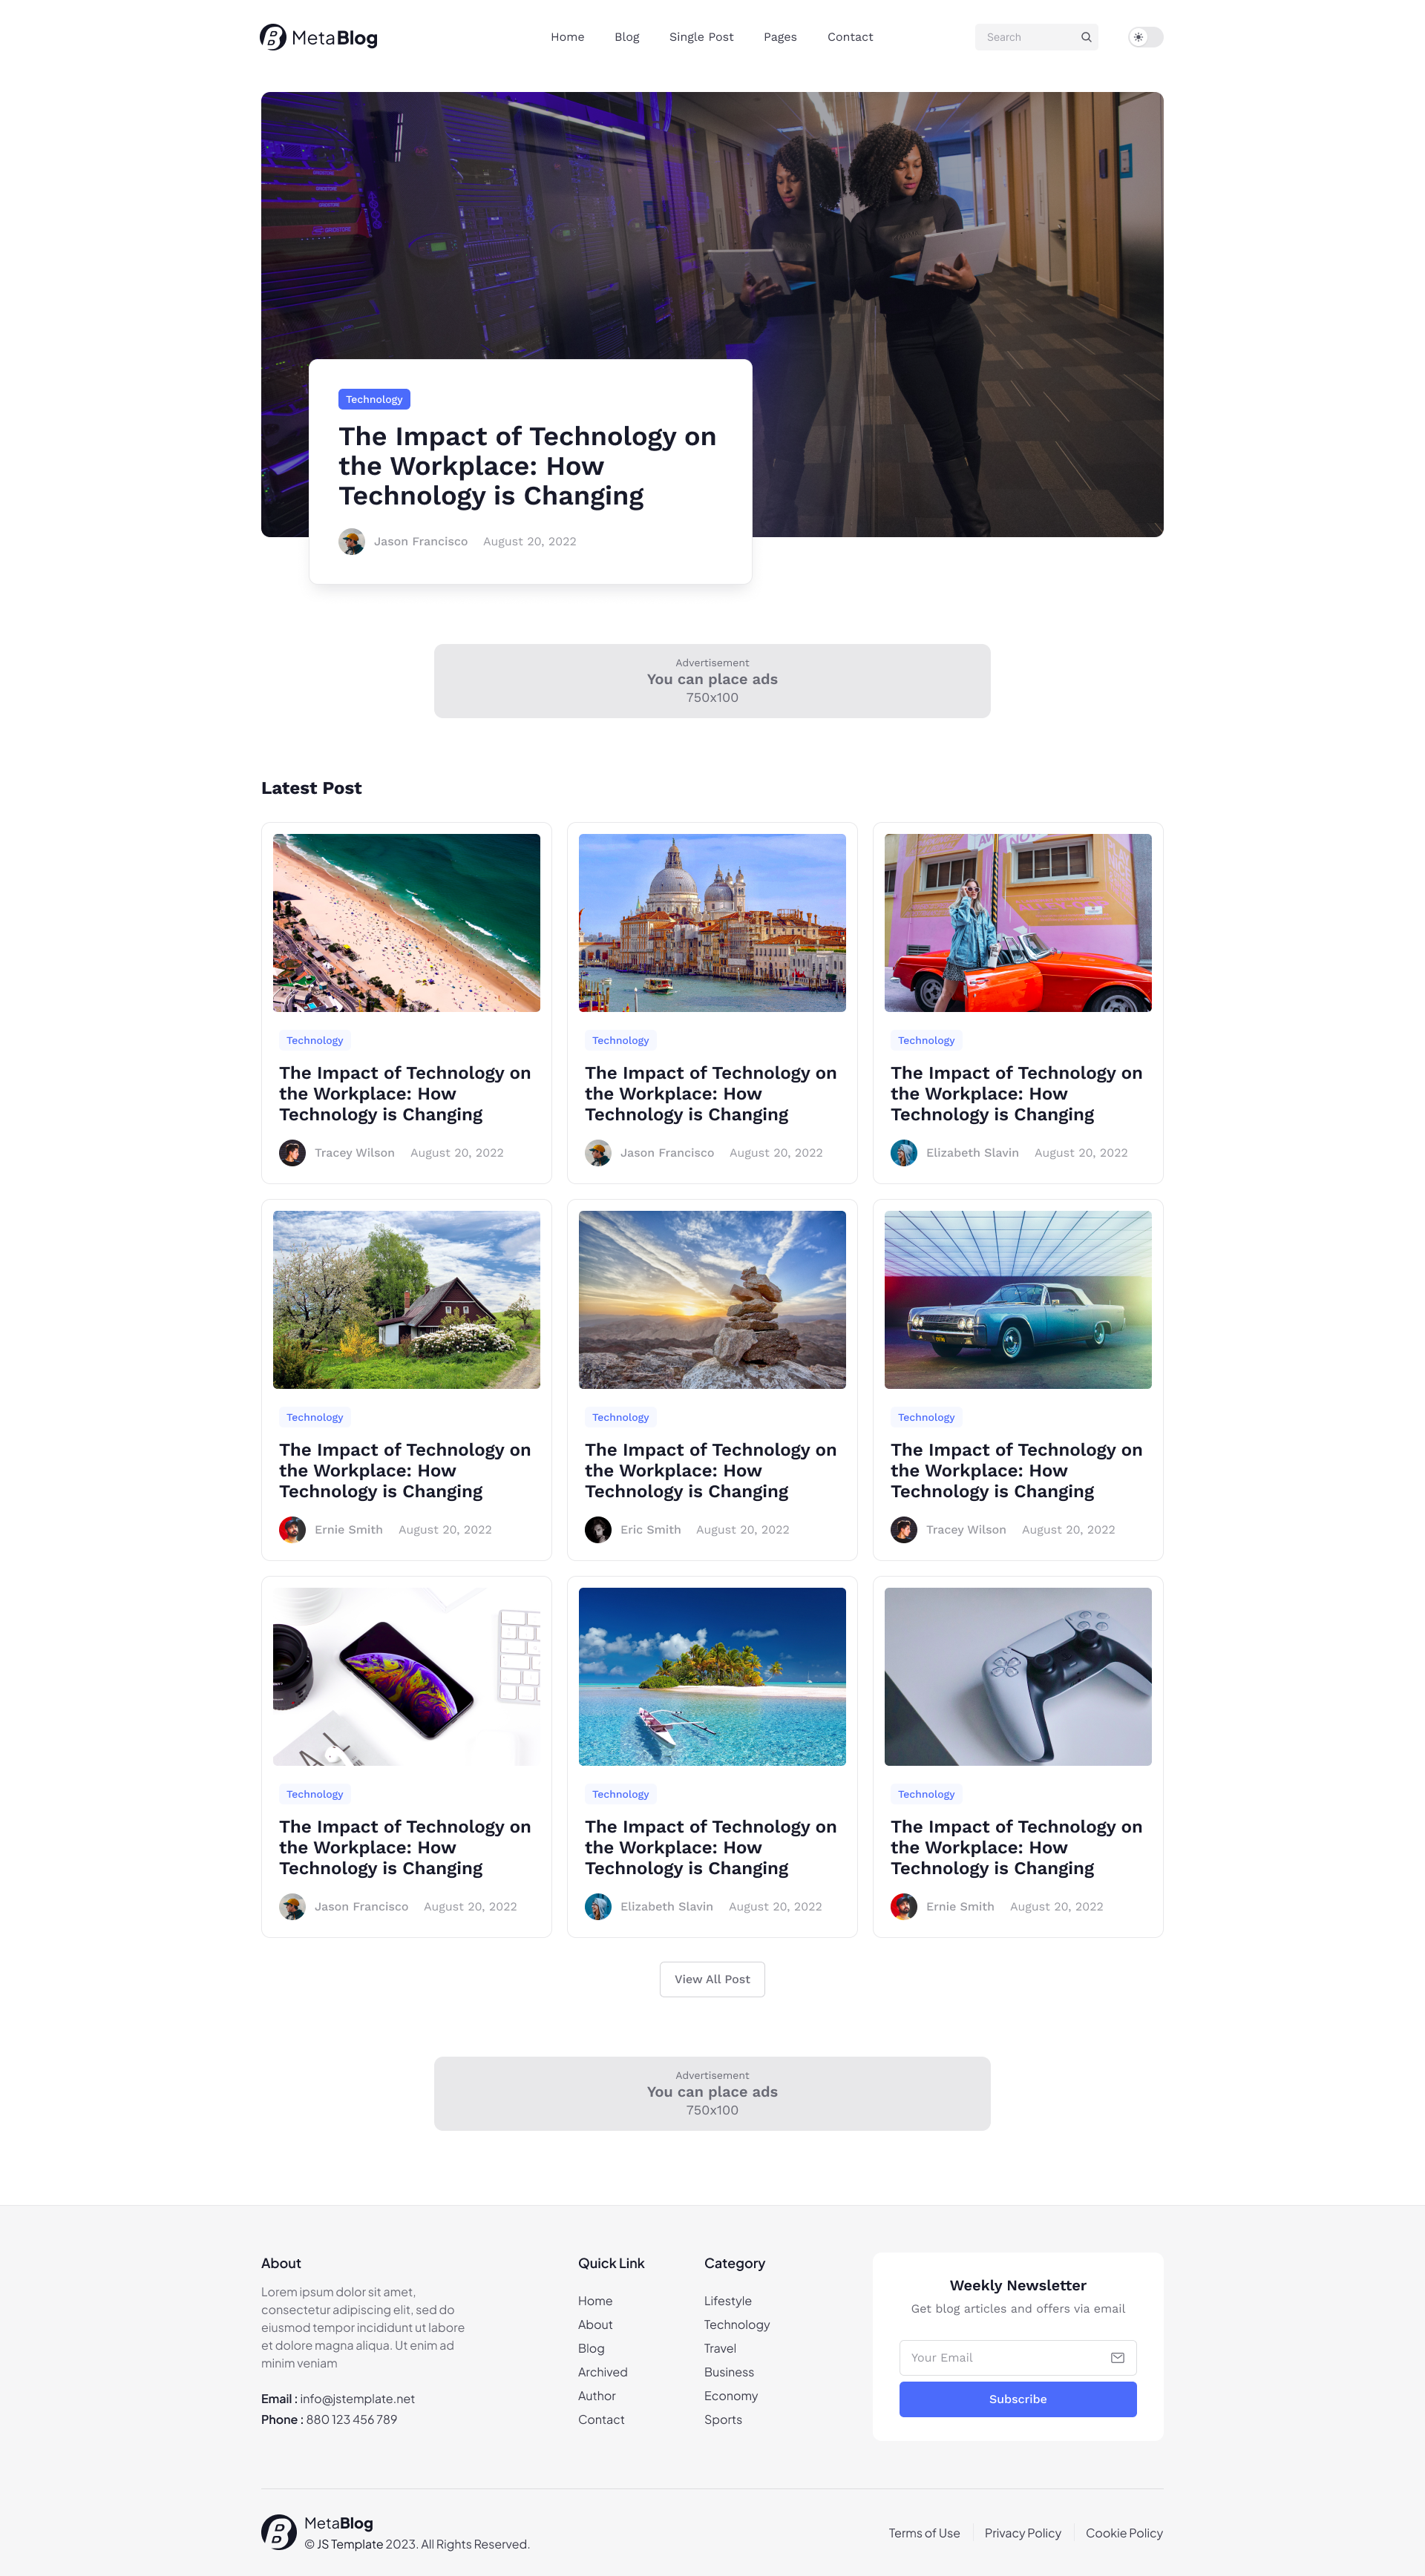 MetaBlog
Home
Blog
Single Post
Pages
Contact
Search
Technology
The Impact of Technology on
the Workplace: How
Technology is Changing
Jason Francisco
August 20, 2022
Advertisement
You can place ads
750x100
Latest Post
Technology
The Impact of Technology on
the Workplace: How
Technology is Changing
Tracey Wilson
August 20, 2022
Technology
The Impact of Technology on
the Workplace: How
Technology is Changing
Jason Francisco
August 20, 2022
Technology
The Impact of Technology on
the Workplace: How
Technology is Changing
Elizabeth Slavin
August 20, 2022
Technology
The Impact of Technology on
the Workplace: How
Technology is Changing
Ernie Smith
August 20, 2022
Technology
The Impact of Technology on
the Workplace: How
Technology is Changing
Eric Smith
August 20, 2022
Technology
The Impact of Technology on
the Workplace: How
Technology is Changing
Tracey Wilson
August 20, 2022
Technology
The Impact of Technology on
the Workplace: How
Technology is Changing
Jason Francisco
August 20, 2022
Technology
The Impact of Technology on
the Workplace: How
Technology is Changing
Elizabeth Slavin
August 20, 2022
Technology
The Impact of Technology on
the Workplace: How
Technology is Changing
Ernie Smith
August 20, 2022
View All Post
Advertisement
You can place ads
750x100
About
Lorem ipsum dolor sit amet,
consectetur adipiscing elit, sed do
eiusmod tempor incididunt ut labore
et dolore magna aliqua. Ut enim ad
minim veniam
Email : info@jstemplate.net
Phone : 880 123 456 789
Quick Link
Home
About
Blog
Archived
Author
Contact
Category
Lifestyle
Technology
Travel
Business
Economy
Sports
Weekly Newsletter
Get blog articles and offers via email
Your Email
Subscribe
MetaBlog
© JS Template 2023. All Rights Reserved.
Terms of Use
Privacy Policy
Cookie Policy